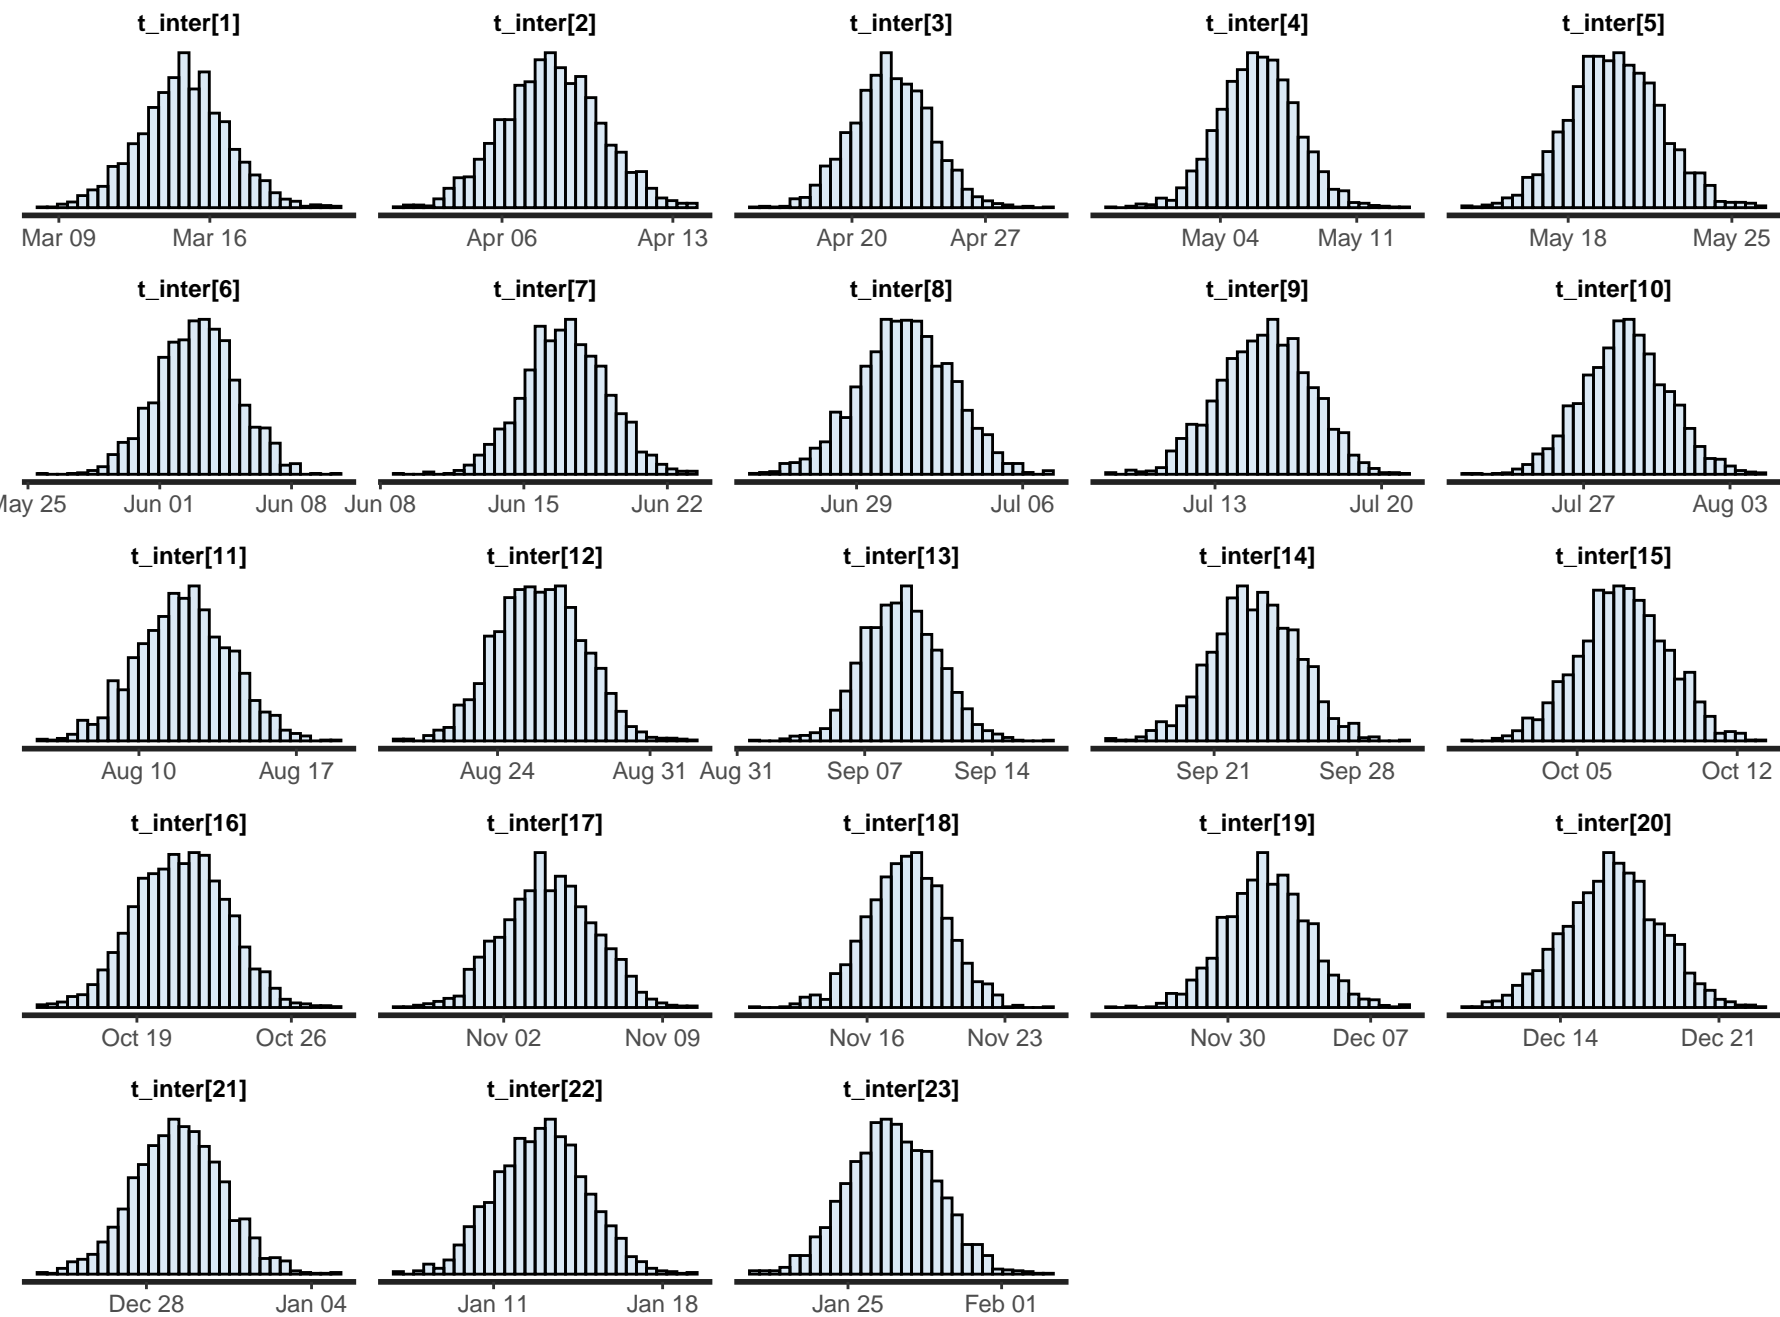 t_inter[1] t_inter[2] t_inter[3] t_inter[4] t_inter[5]
Mar 09 Mar 16 Apr 06 Apr 13 Apr 20 Apr 27 May 04 May 11 May 18 May 25
t_inter[6] t_inter[7] t_inter[8] t_inter[9] t_inter[10]
May 25 Jun 01 Jun 08 Jun 08 Jun 15 Jun 22 Jun 29 Jul 06 Jul 13 Jul 20 Jul 27 Aug 03
t_inter[11] t_inter[12] t_inter[13] t_inter[14] t_inter[15]
Aug 10 Aug 17 Aug 24 Aug 31 Aug 31 Sep 07 Sep 14 Sep 21 Sep 28 Oct 05 Oct 12
t_inter[16] t_inter[17] t_inter[18] t_inter[19] t_inter[20]
Oct 19 Oct 26 Nov 02 Nov 09 Nov 16 Nov 23 Nov 30 Dec 07 Dec 14 Dec 21
t_inter[21] t_inter[22] t_inter[23]
Dec 28 Jan 04 Jan 11 Jan 18 Jan 25 Feb 01